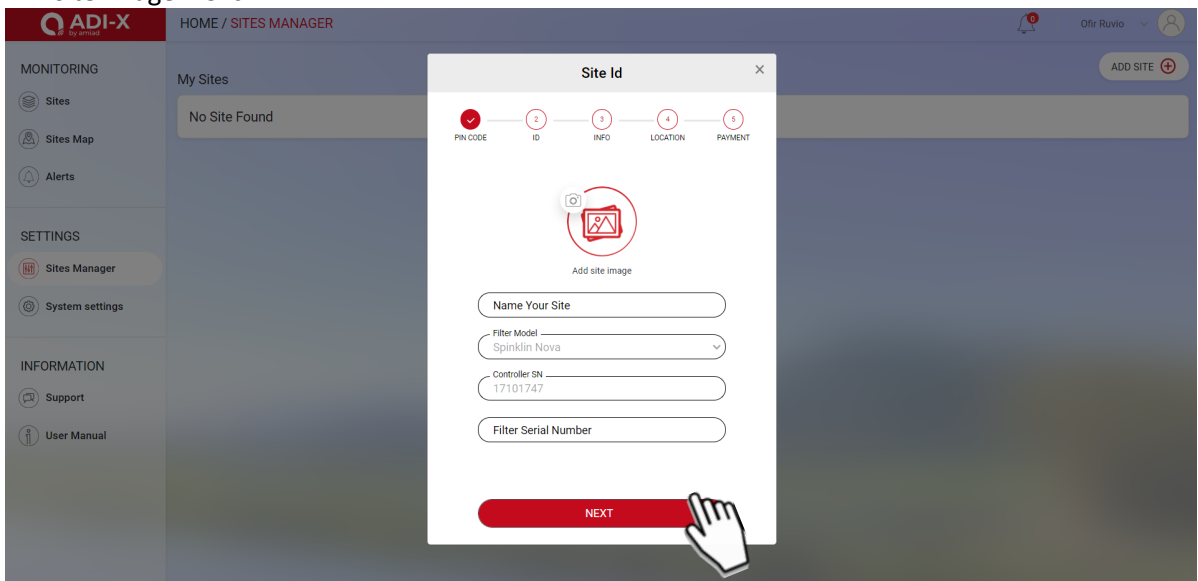 ADI-X
by amiad
HOME / SITES MANAGER
0
Ofir Ruvio
MONITORING
Sites
Sites Map
Alerts
SETTINGS
Sites Manager
System settings
INFORMATION
Support
User Manual
My Sites
ADD SITE
No Site Found
Site Id
2
3
4
5
PIN CODE
ID
INFO
LOCATION
PAYMENT
Add site image
Name Your Site
Filter Model
Spinklin Nova
Controller SN
17101747
Filter Serial Number
NEXT